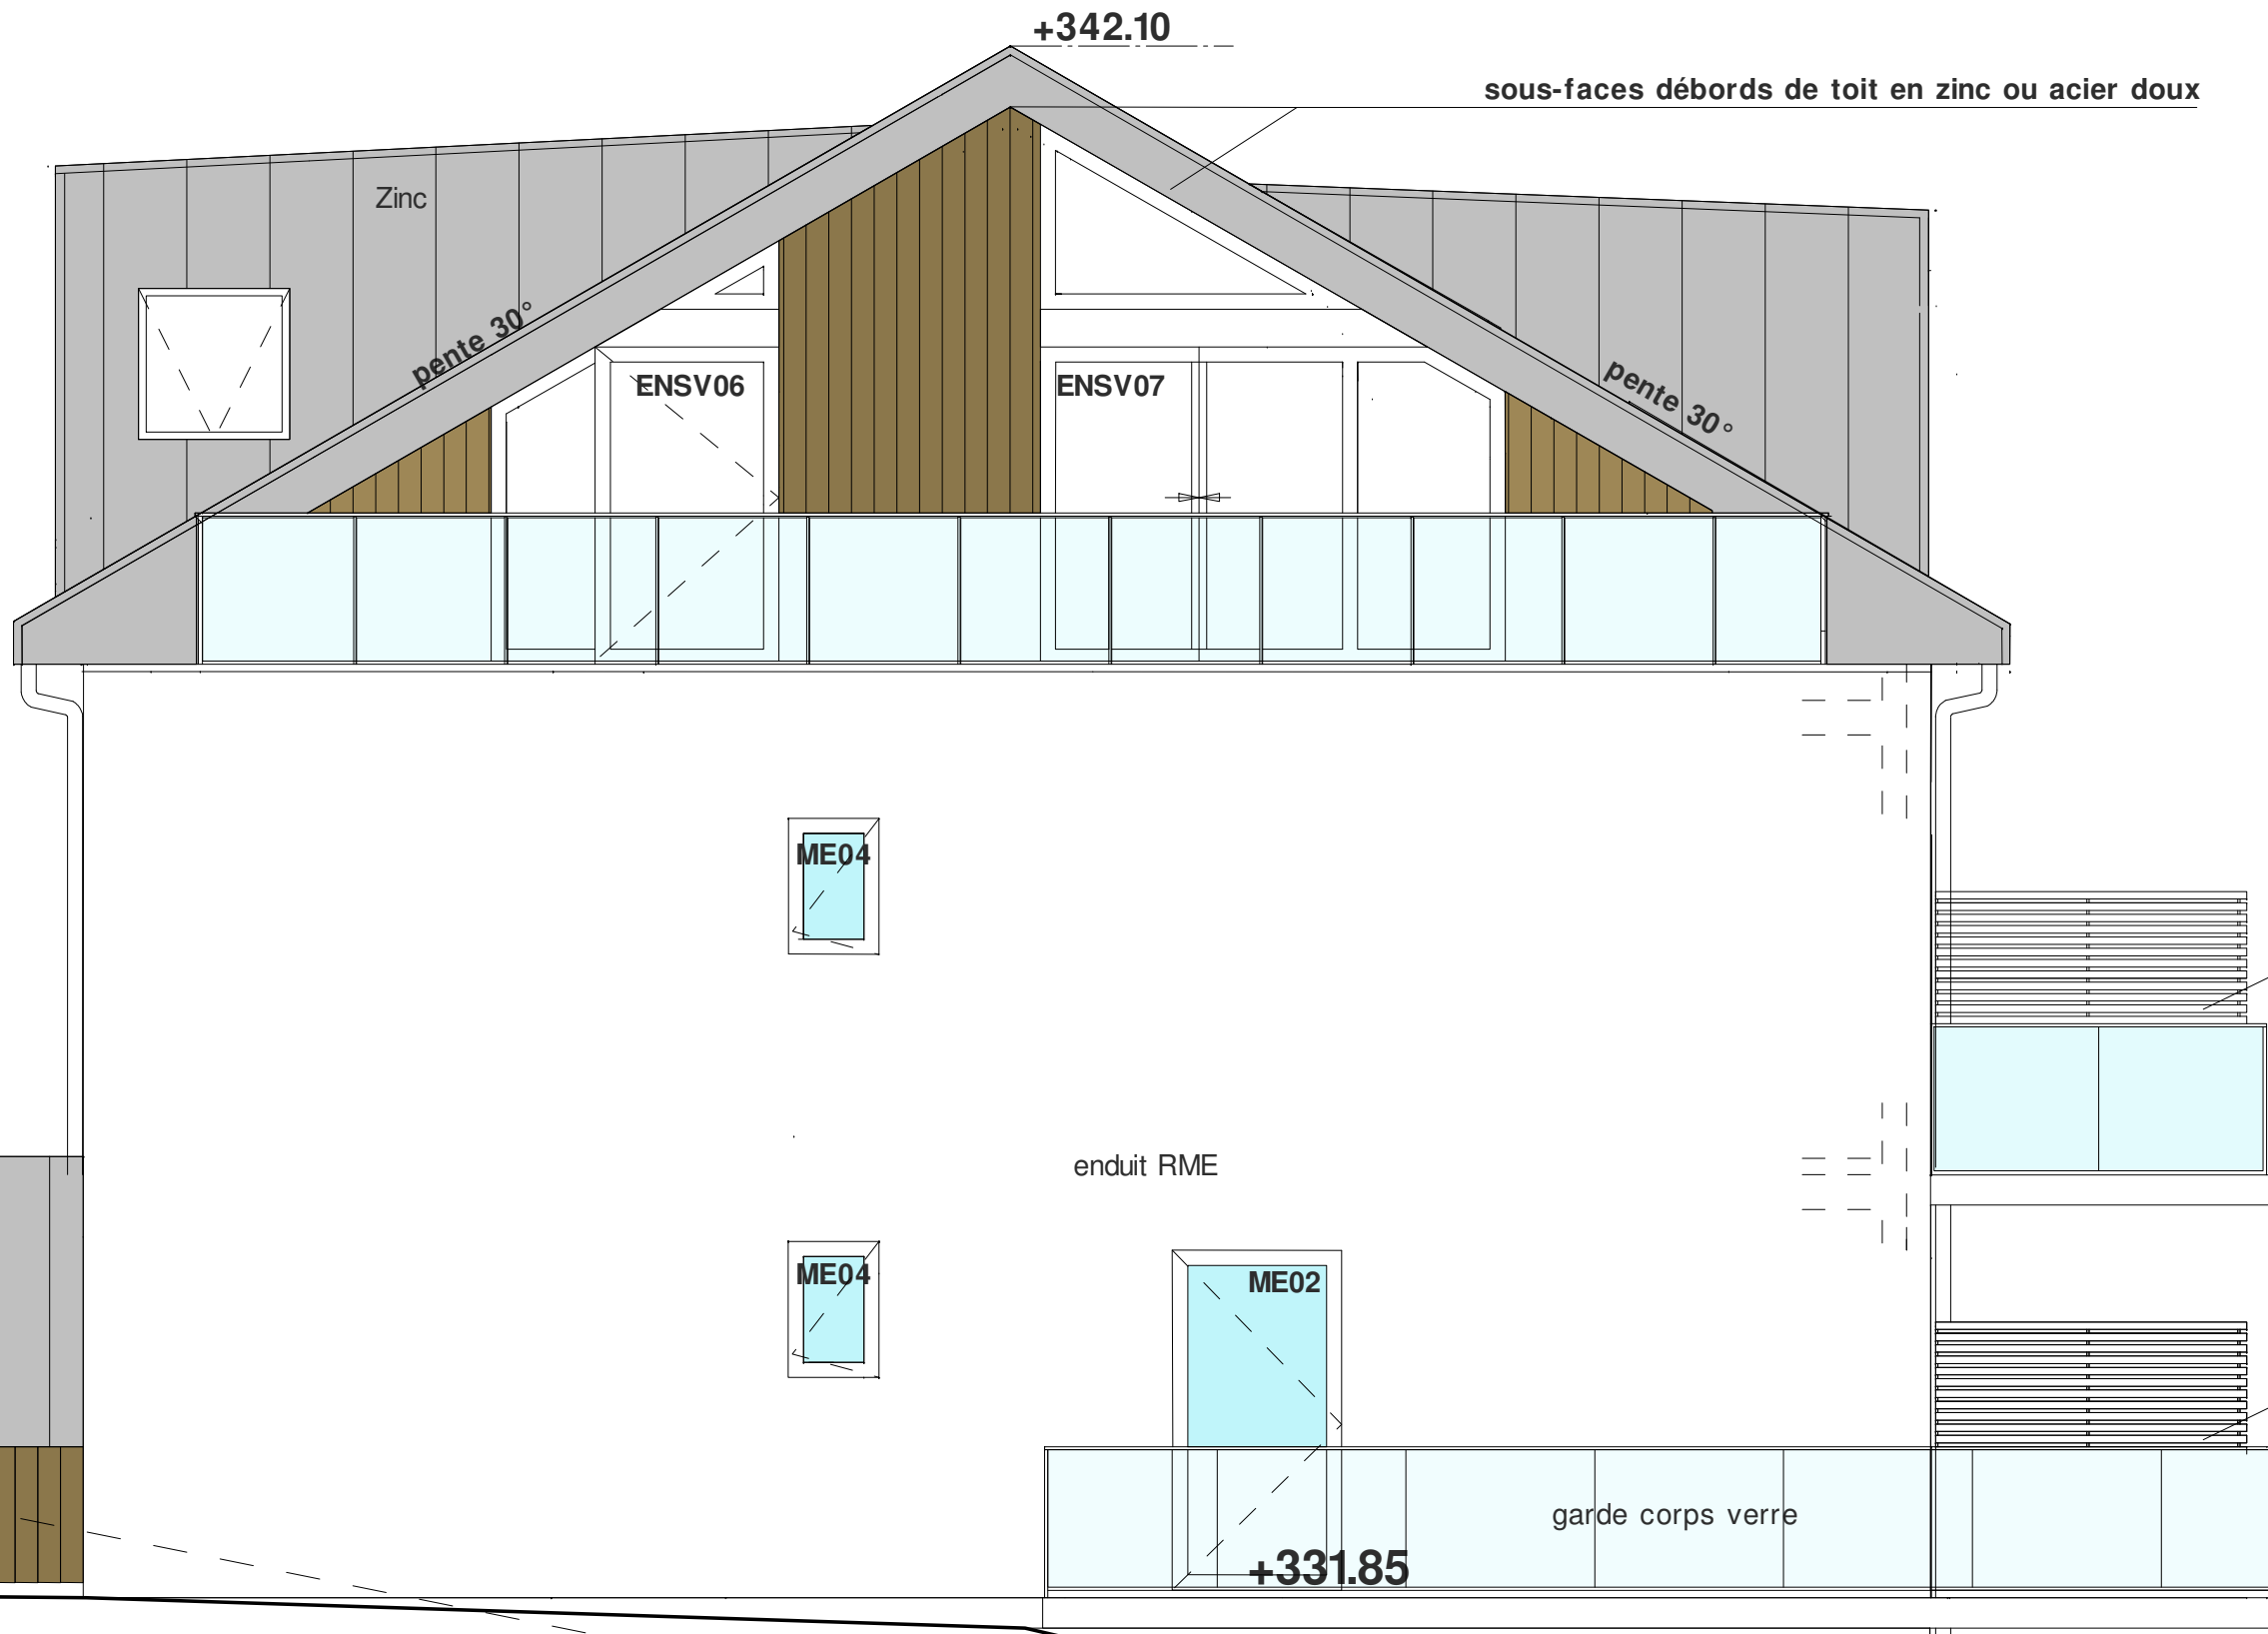 +342.10
sous-faces débords de toit en zinc ou acier doux
Zinc
pente 30°
pente 30°
ENSV06
ENSV07
ME04
enduit RME
ME04
ME02
garde corps verre
+331.85